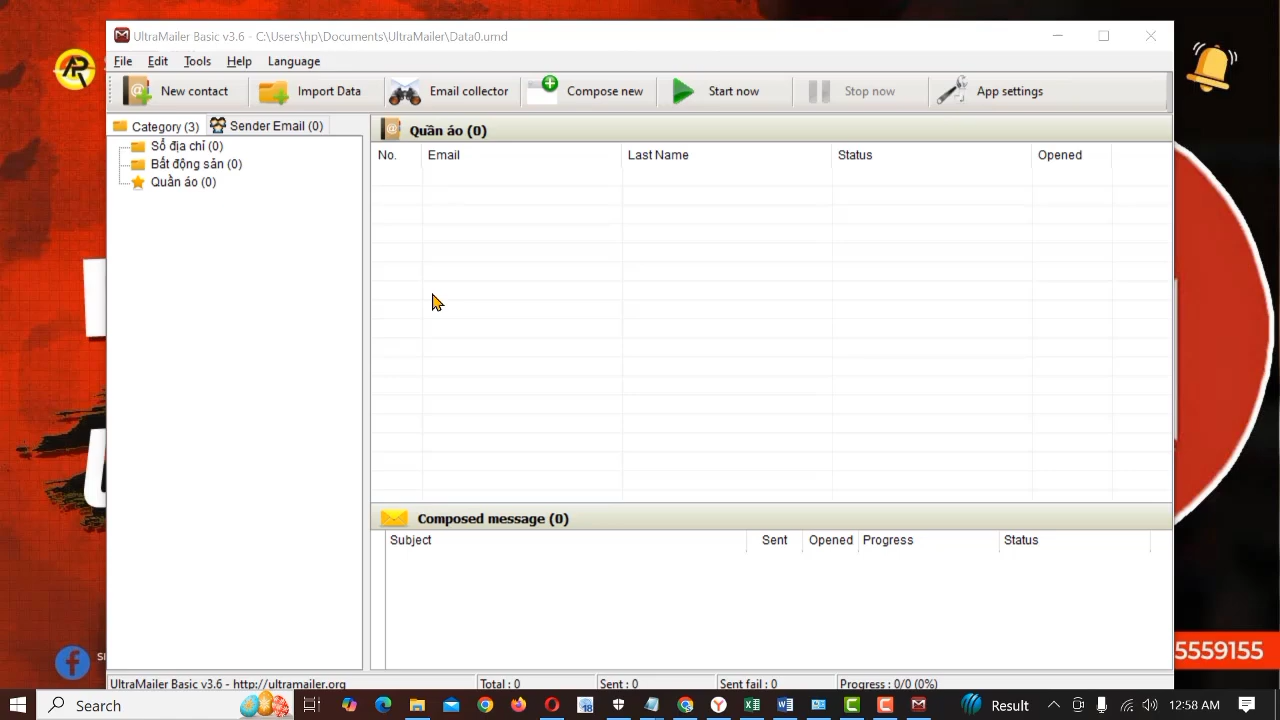 UltraMailer Basic v3.6 - C:\Users\hp\Documents\UltraMailer\Data0.umd
File Edit Tools Help Language
New contact Import Data Email collector Compose new Start now Stop now App settings
Category (3) Sender Email (0)
Sổ địa chỉ (0)
Bất động sản (0)
Quần áo (0)
Quần áo (0)
No. Email Last Name Status Opened
Composed message (0)
Subject Sent Opened Progress Status
SI
5559155
UltraMailer Basic v3.6 - http://ultramailer.org Total : 0 Sent : 0 Sent fail : 0 Progress : 0/0 (0%)
Search Result 12:58 AM